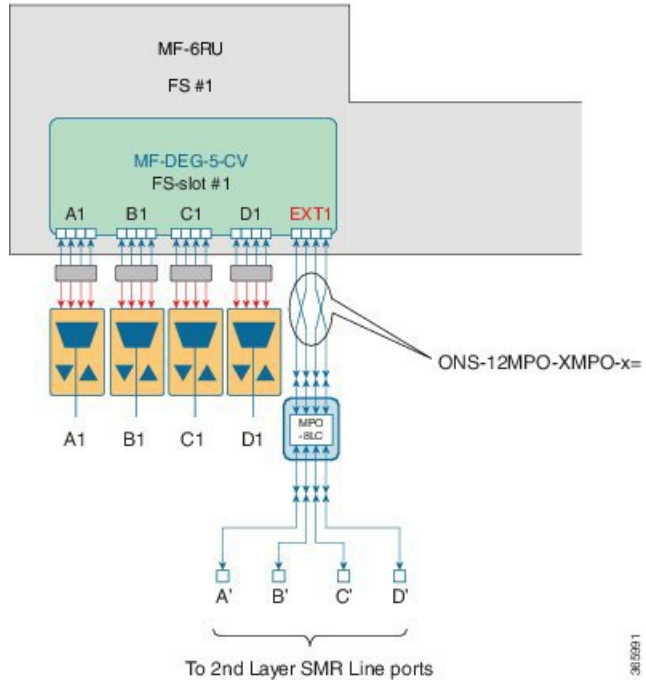 MF-6RU
FS #1
MF-DEG-5-CV
FS-slot #1
A1 B1 C1 D1 EXT1
ONS-12MPO-XMPO-x=
A1 B1 C1 D1
MPO
-8LC
A' B' C' D'
To 2nd Layer SMR Line ports
365991